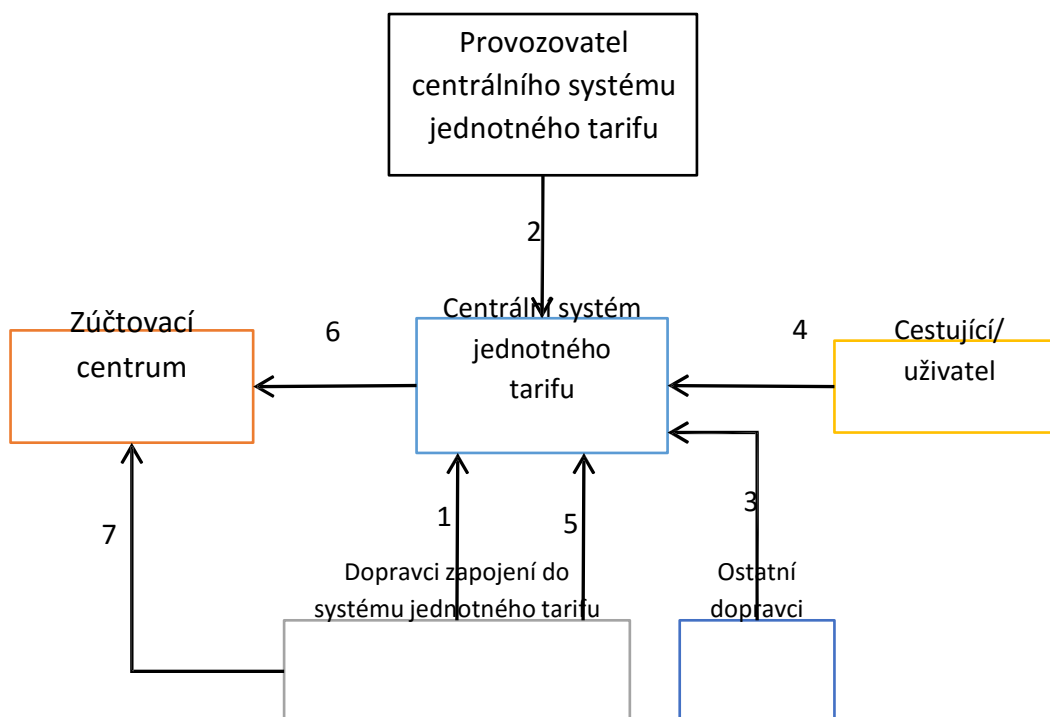 Provozovatel
centrálního systému
jednotného tarifu
2
Zúčtovací
centrum
6
Centrální systém
jednotného
tarifu
4
Cestující/
uživatel
7
1
5
3
Dopravci zapojení do
systému jednotného tarifu
Ostatní
dopravci